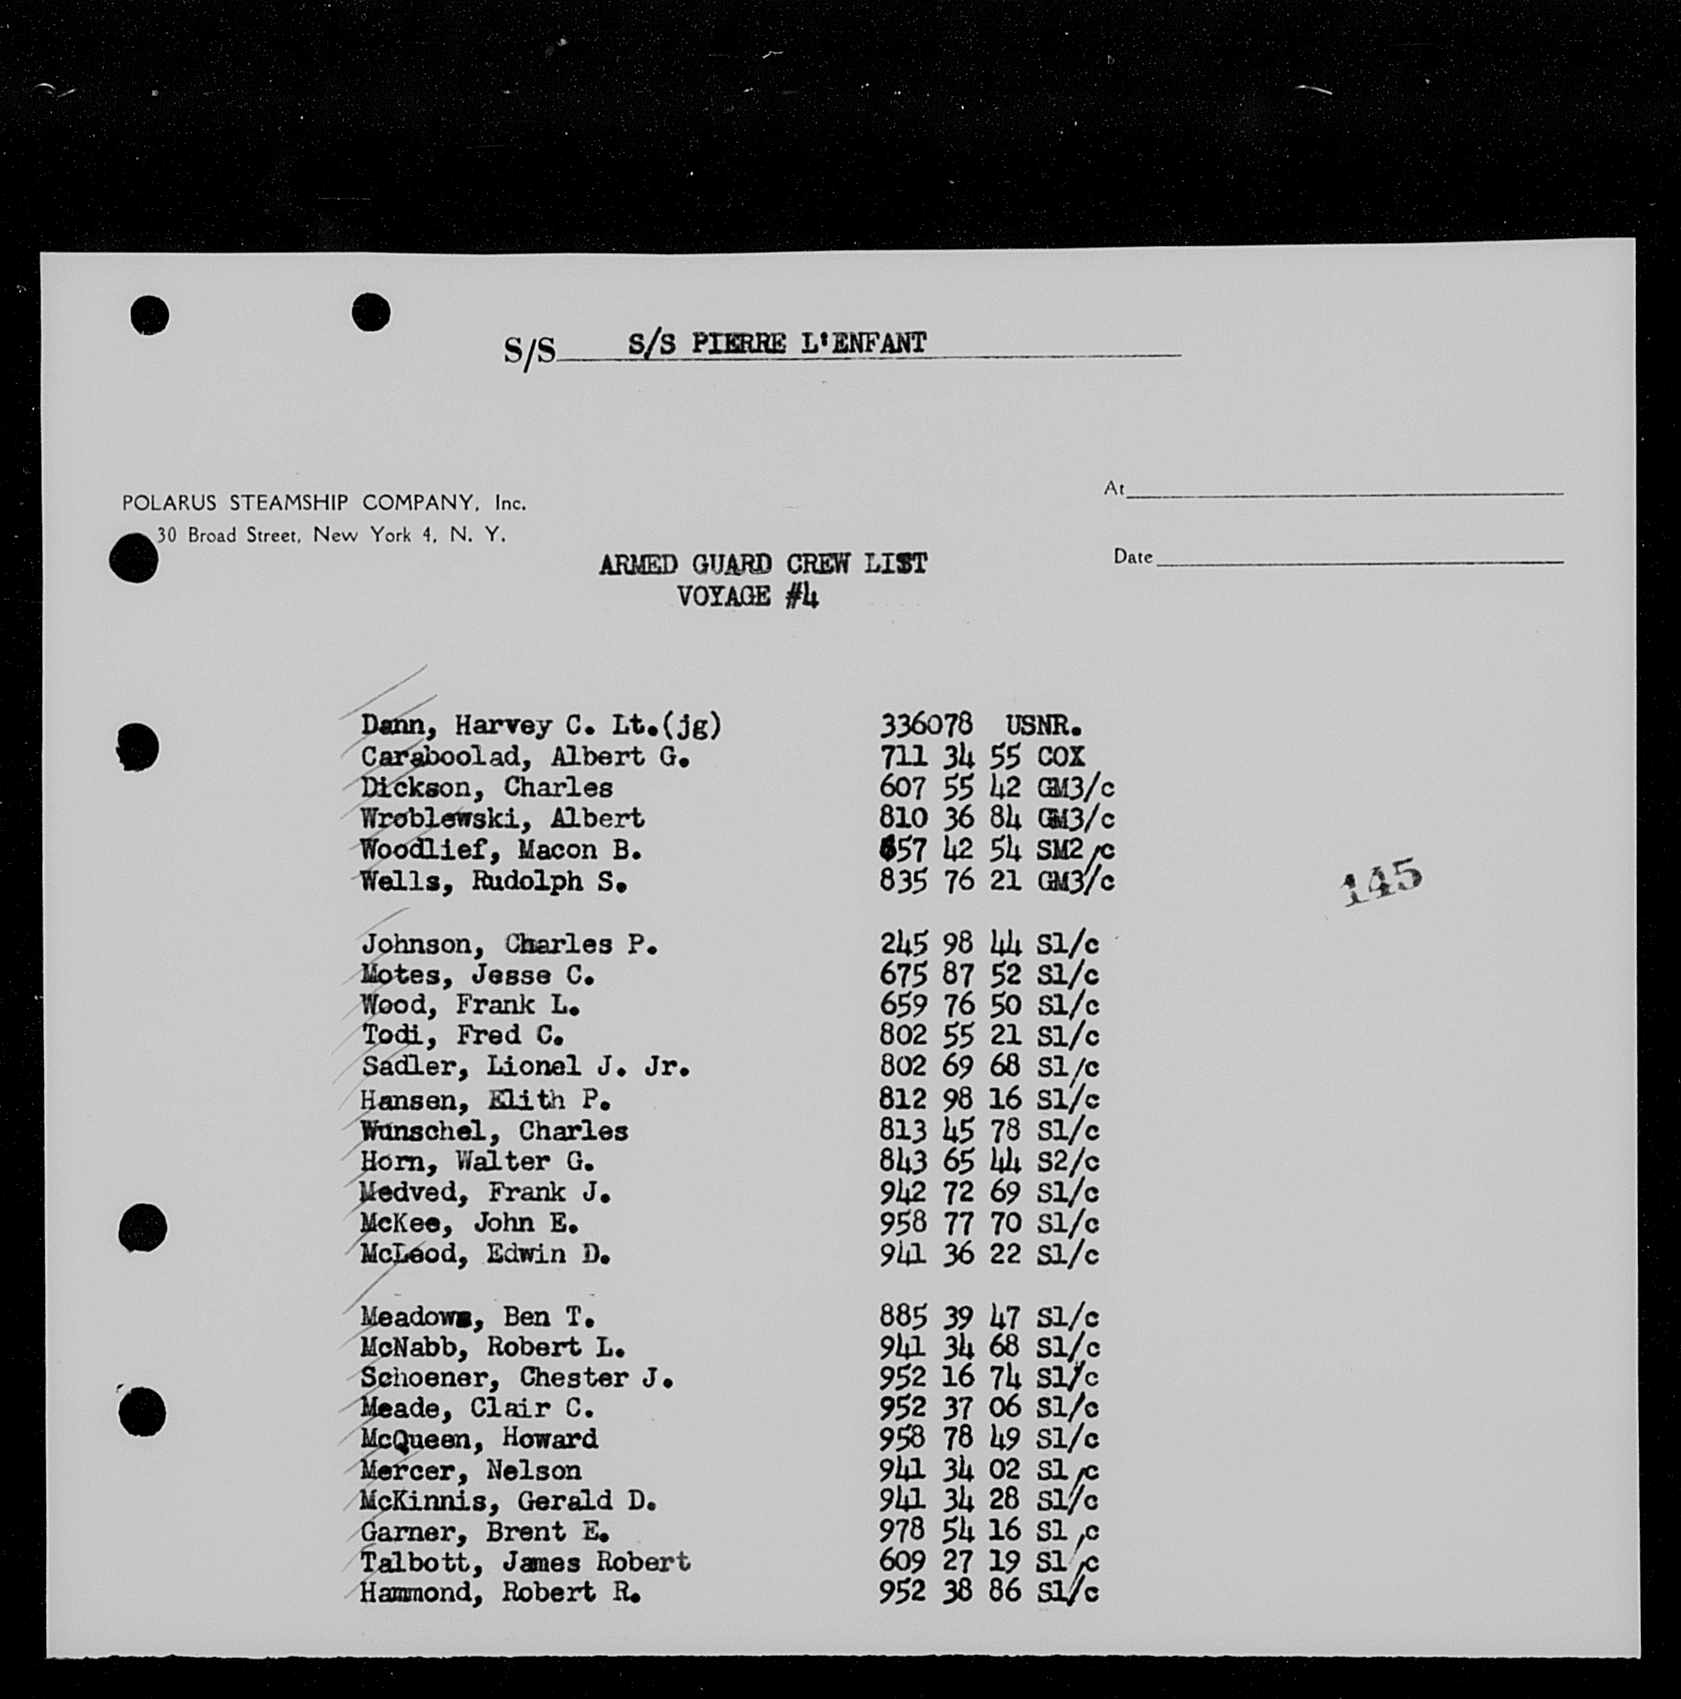 S/S S/S PIERRE L'ENFANT
POLARUS STEAMSHIP COMPANY, Inc.
30 Broad Street, New York 4, N. Y.
At
Date
ARMED GUARD CREW LIST
VOYAGE #4
Dann, Harvey C. Lt.(jg) 336078 USNR.
Caraboolad, Albert G. 711 34 55 COX
Dickson, Charles 607 55 42 GM3/c
Wroblewski, Albert 810 36 84 GM3/c
Woodlief, Macon B. 657 42 54 SM2/c
Wells, Rudolph S. 835 76 21 GM3/c
145
Johnson, Charles P. 245 98 44 S1/c
Motes, Jesse C. 675 87 52 S1/c
Wood, Frank L. 659 76 50 S1/c
Todi, Fred C. 802 55 21 S1/c
Sadler, Lionel J. Jr. 802 69 68 S1/c
Hansen, Elith P. 812 98 16 S1/c
Wunschel, Charles 813 45 78 S1/c
Horn, Walter G. 843 65 44 S2/c
Medved, Frank J. 942 72 69 S1/c
McKee, John E. 958 77 70 S1/c
McLeod, Edwin D. 941 36 22 S1/c
Meadows, Ben T. 885 39 47 S1/c
McNabb, Robert L. 941 34 68 S1/c
Schoener, Chester J. 952 16 74 S1/c
Meade, Clair C. 952 37 06 S1/c
McQueen, Howard 958 78 49 S1/c
Mercer, Nelson 941 34 02 S1/c
McKinnis, Gerald D. 941 34 28 S1/c
Garner, Brent E. 978 54 16 S1/c
Talbott, James Robert 609 27 19 S1/c
Hammond, Robert R. 952 38 86 S1/c